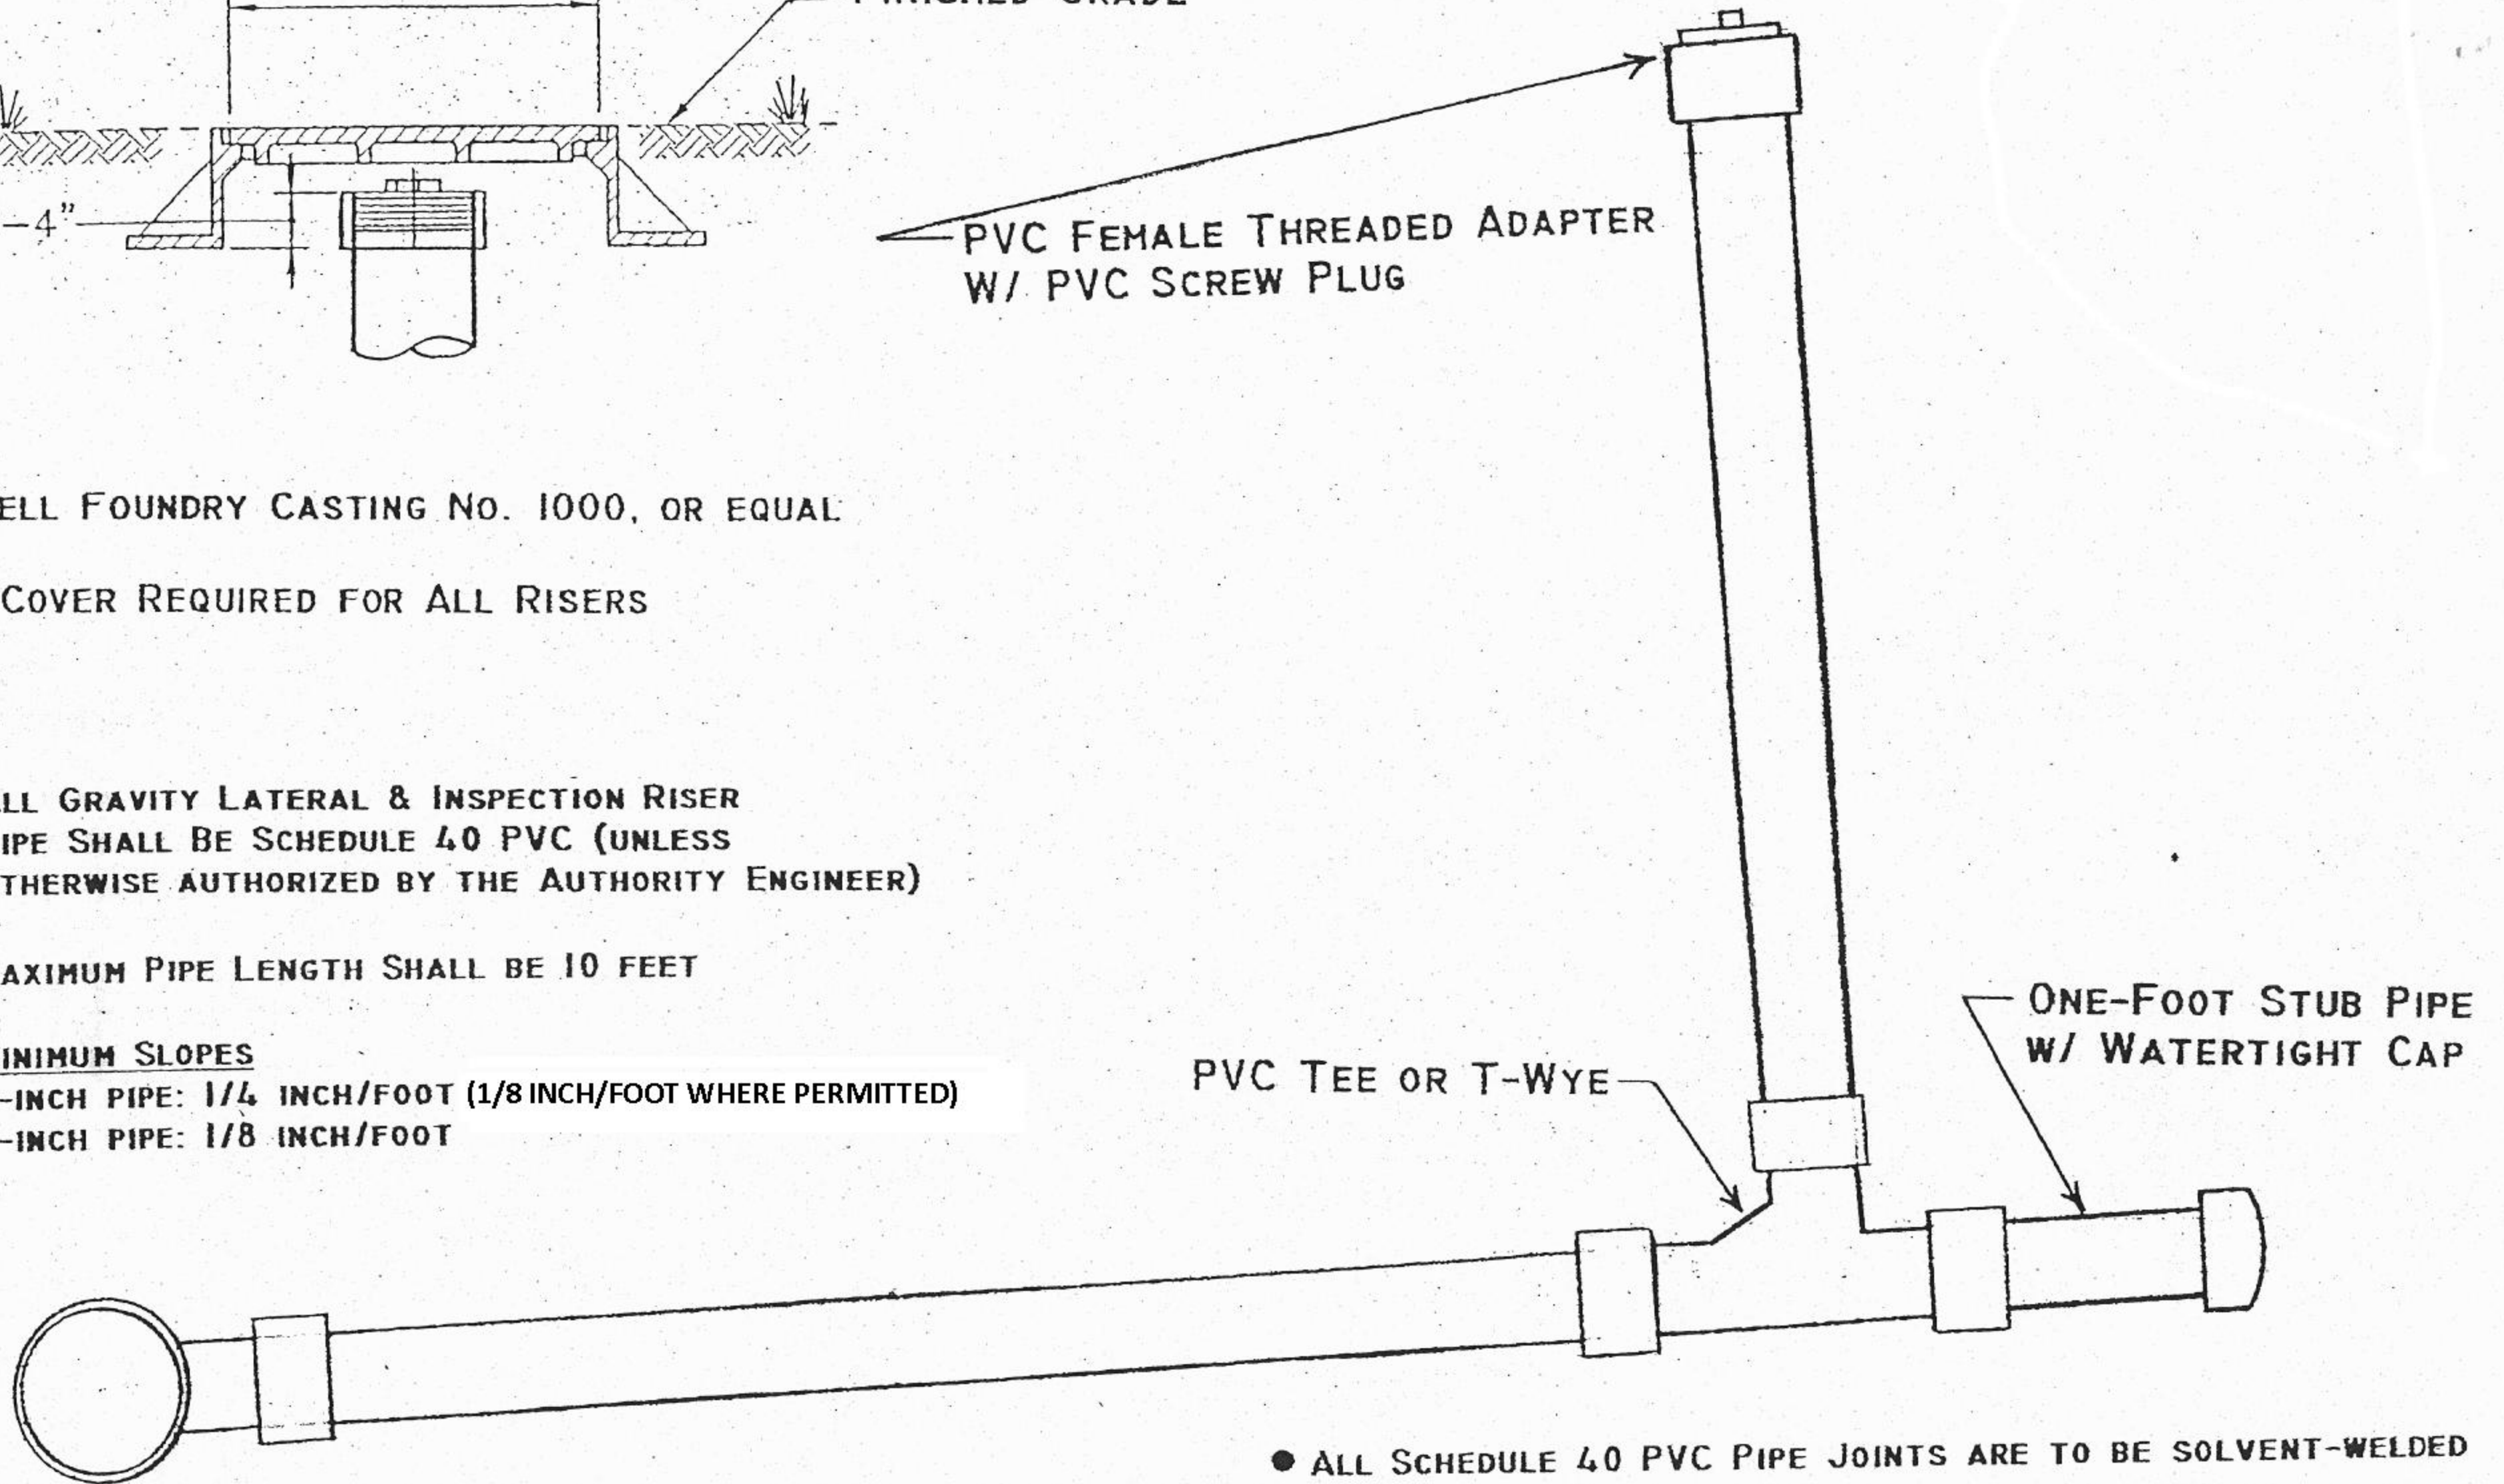 FINISHED GRADE
-4"
PVC FEMALE THREADED ADAPTER
W/ PVC SCREW PLUG
ELL FOUNDRY CASTING NO. 1000, OR EQUAL
COVER REQUIRED FOR ALL RISERS
LL GRAVITY LATERAL & INSPECTION RISER
IPE SHALL BE SCHEDULE 40 PVC (UNLESS
THERWISE AUTHORIZED BY THE AUTHORITY ENGINEER)
AXIMUM PIPE LENGTH SHALL BE 10 FEET
INIMUM SLOPES
-INCH PIPE: 1/4 INCH/FOOT (1/8 INCH/FOOT WHERE PERMITTED)
-INCH PIPE: 1/8 INCH/FOOT
ONE-FOOT STUB PIPE
W/ WATERTIGHT CAP
PVC TEE OR T-WYE
● ALL SCHEDULE 40 PVC PIPE JOINTS ARE TO BE SOLVENT-WELDED